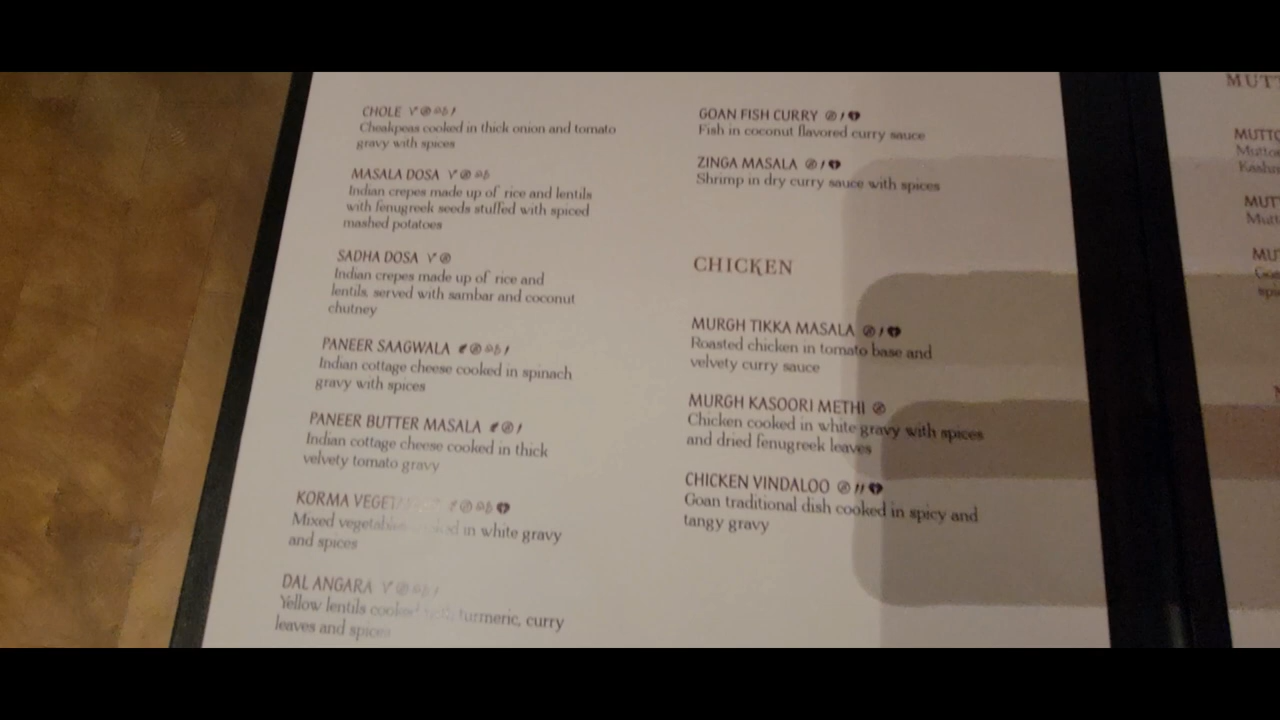 CHOLE
Cheakpeas cooked in thick onion and tomato
gravy with spices
MASALA DOSA
Indian crepes made up of rice and lentils
with fenugreek seeds stuffed with spiced
mashed potatoes
SADHA DOSA
Indian crepes made up of rice and
lentils, served with sambar and coconut
chutney
PANEER SAAGWALA
Indian cottage cheese cooked in spinach
gravy with spices
PANEER BUTTER MASALA
Indian cottage cheese cooked in thick
velvety tomato gravy
KORMA
Mixed in white gravy
and spices
DAL ANGARA
Yellow lentils turmeric, curry
leaves and spices
GOAN FISH CURRY
Fish in coconut flavored curry sauce
ZINGA MASALA
Shrimp in dry curry sauce with spices
CHICKEN
MURGH TIKKA MASALA
Roasted chicken in tomato base and
velvety curry sauce
MURGH KASOORI METHI
Chicken cooked in white gravy with spices
and dried fenugreek leaves
CHICKEN VINDALOO
Goan traditional dish cooked in spicy and
tangy gravy